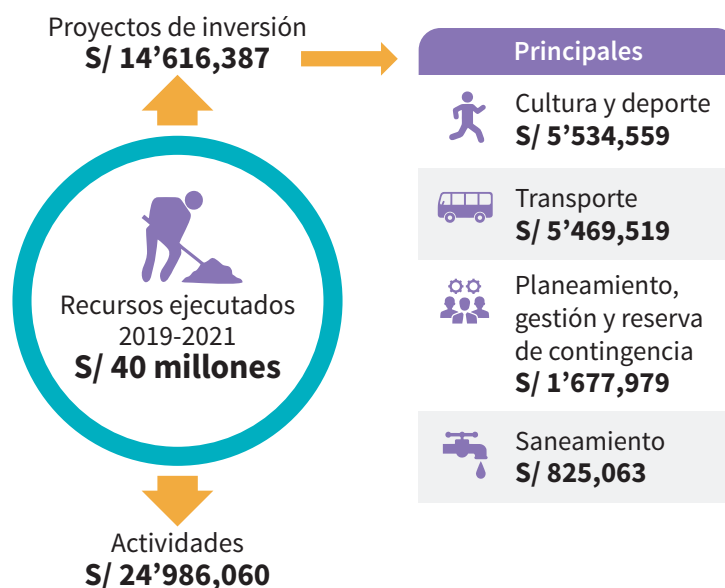 Proyectos de inversión
S/ 14’616,387
Recursos ejecutados
2019-2021
S/ 40 millones
Actividades
S/ 24’986,060
Principales
Cultura y deporte
S/ 5’534,559
Transporte
S/ 5’469,519
Planeamiento,
gestión y reserva
de contingencia
S/ 1’677,979
Saneamiento
S/ 825,063